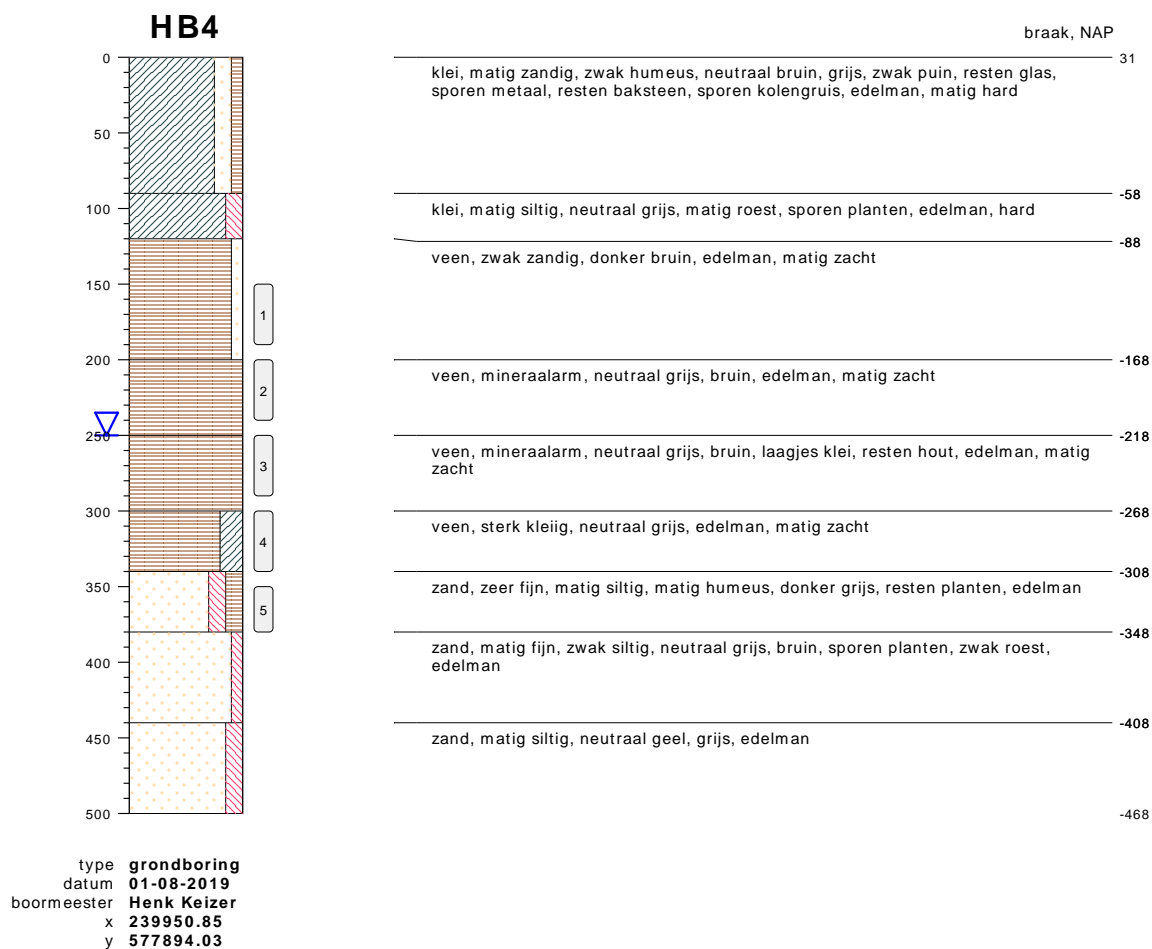 HB4
braak, NAP
0
31
klei, matig zandig, zwak humeus, neutraal bruin, grijs, zwak puin, resten glas,
sporen metaal, resten baksteen, sporen kolengruis, edelman, matig hard
50
-58
100
klei, matig siltig, neutraal grijs, matig roest, sporen planten, edelman, hard
-88
veen, zwak zandig, donker bruin, edelman, matig zacht
150
1
200
-168
veen, mineraalarm, neutraal grijs, bruin, edelman, matig zacht
2
250
-218
veen, mineraalarm, neutraal grijs, bruin, laagjes klei, resten hout, edelman, matig
zacht
3
300
-268
veen, sterk kleiig, neutraal grijs, edelman, matig zacht
4
-308
350
zand, zeer fijn, matig siltig, matig humeus, donker grijs, resten planten, edelman
5
-348
zand, matig fijn, zwak siltig, neutraal grijs, bruin, sporen planten, zwak roest,
edelman
400
-408
450
zand, matig siltig, neutraal geel, grijs, edelman
500
-468
type grondboring
datum 01-08-2019
boormeester Henk Keizer
x 239950.85
y 577894.03